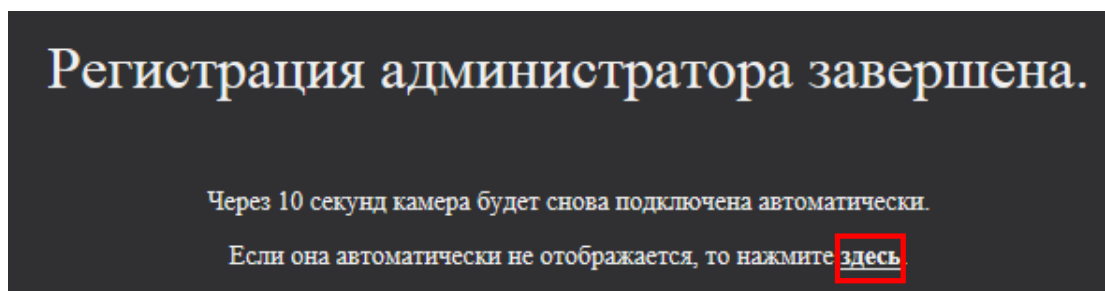 Регистрация администратора завершена.
Через 10 секунд камера будет снова подключена автоматически.
Если она автоматически не отображается, то нажмите здесь.